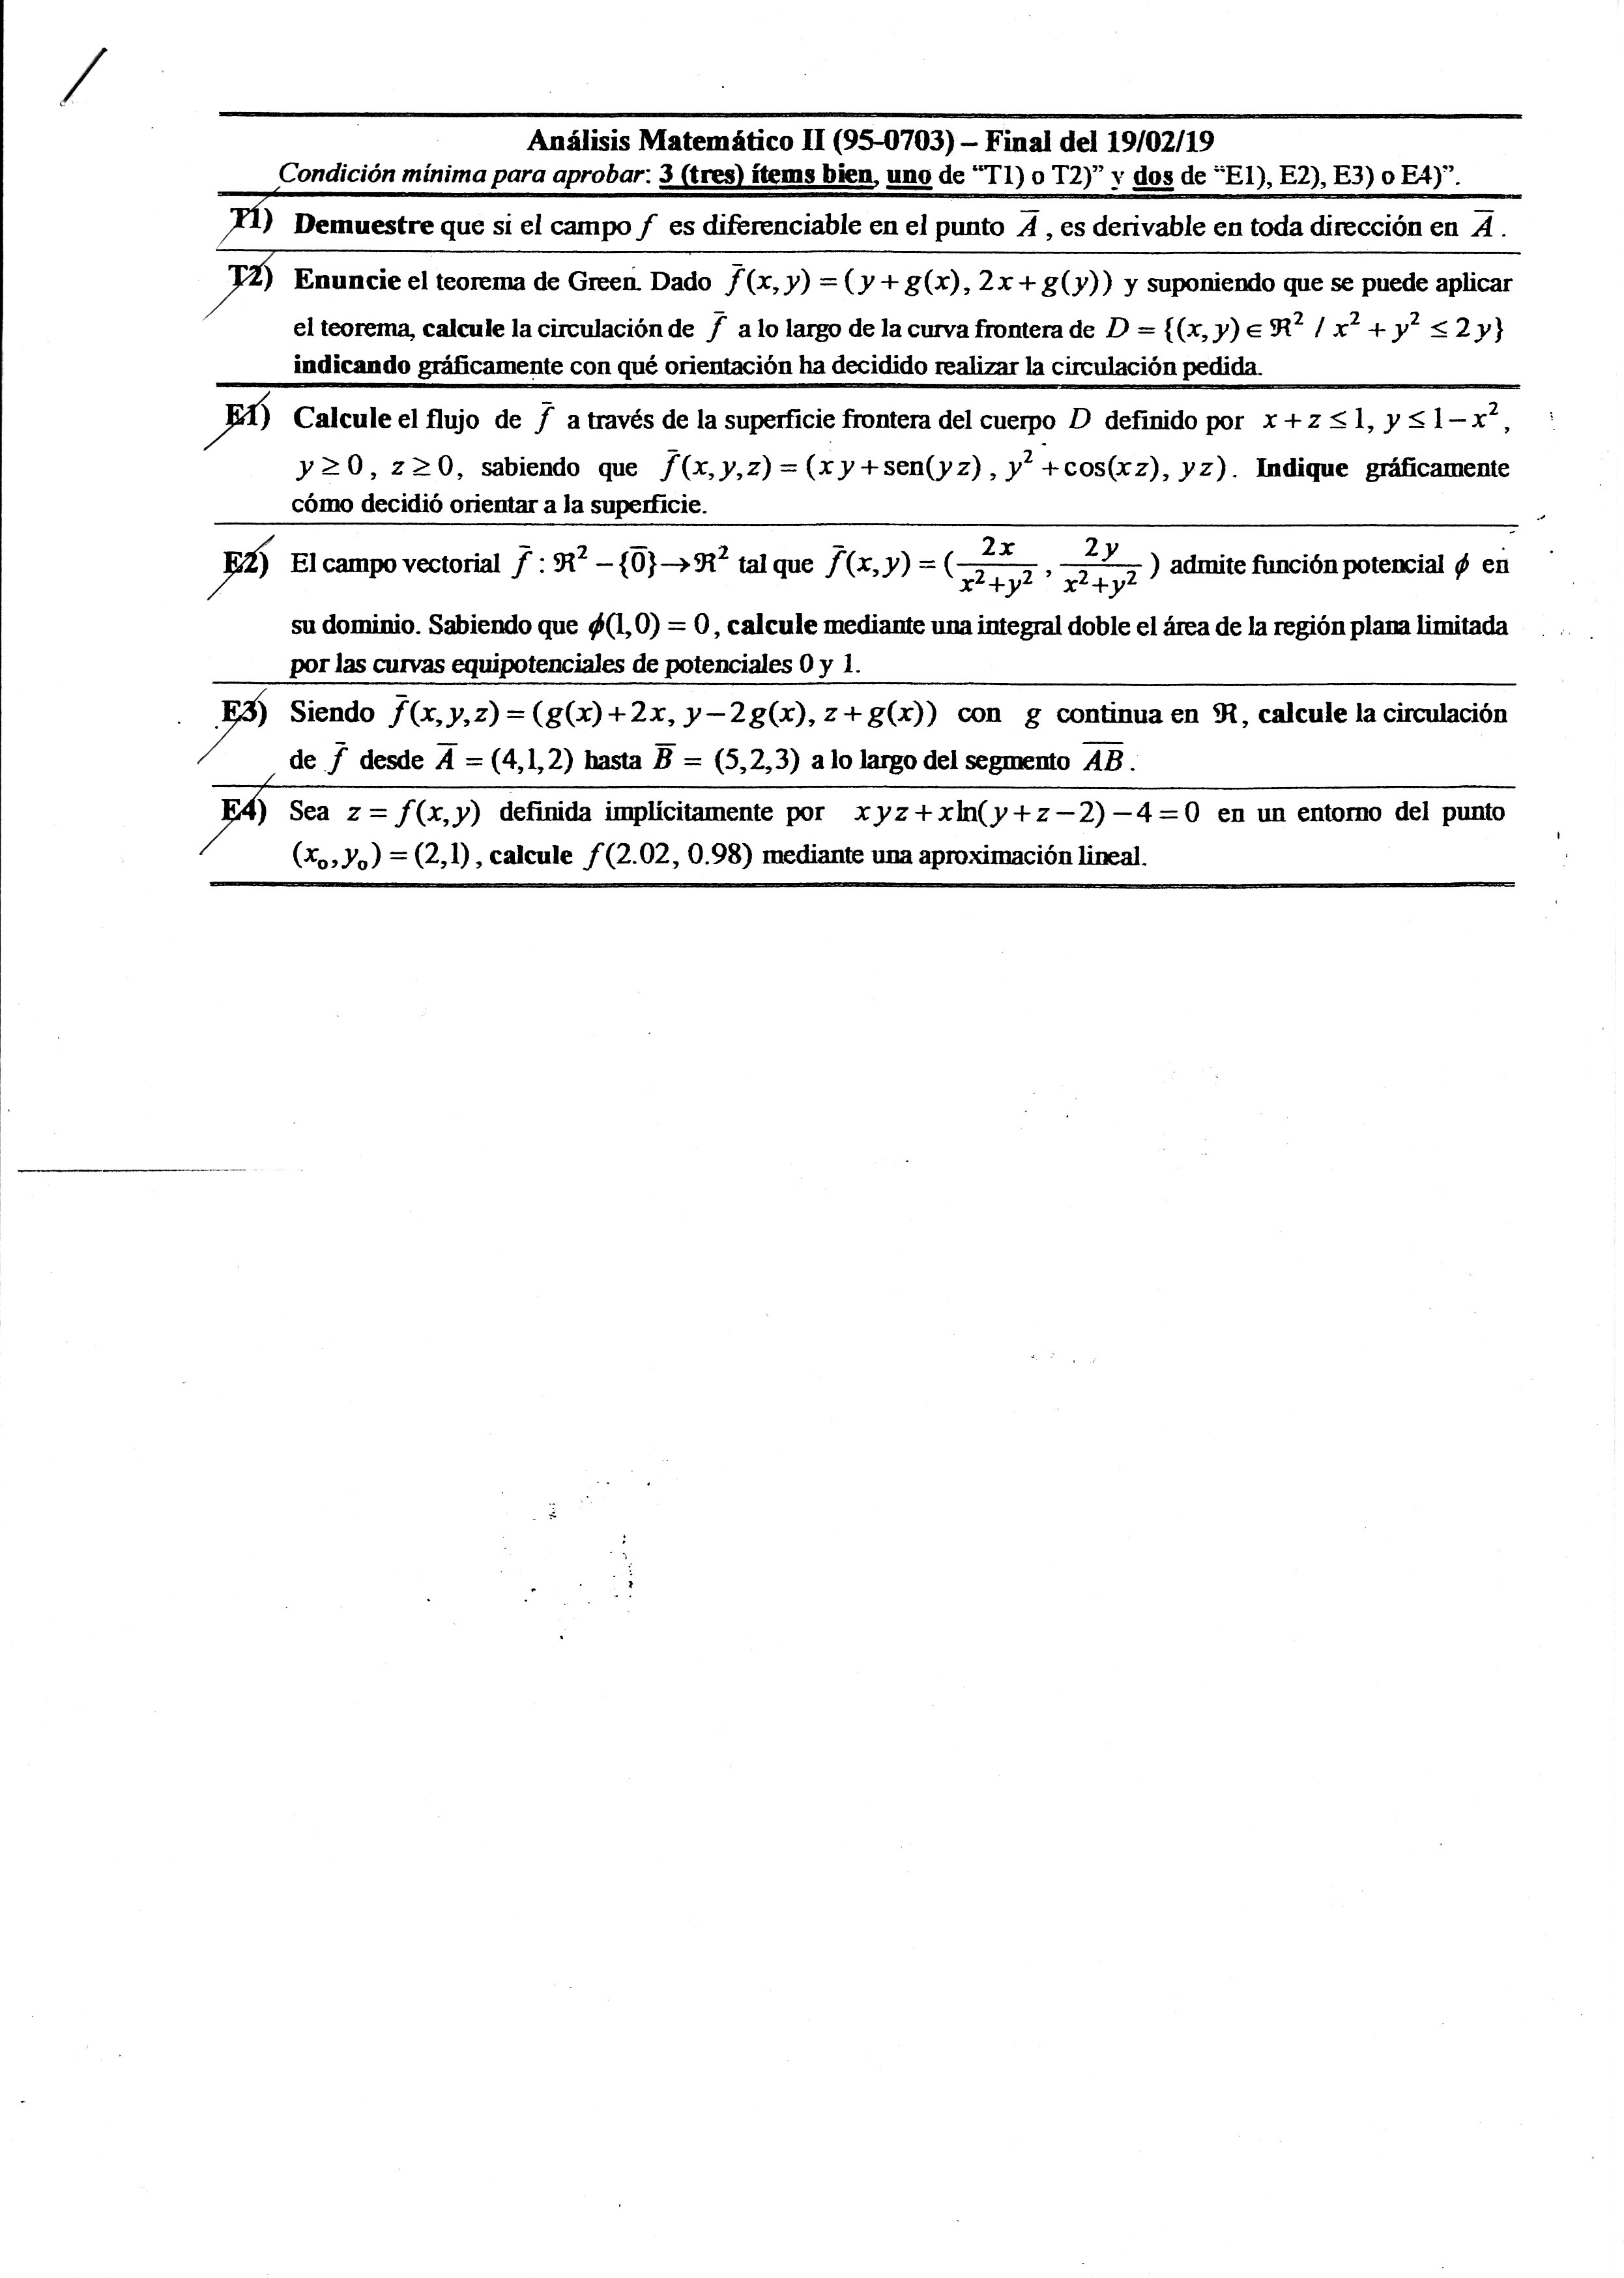 Análisis Matemático II (95-0703) – Final del 19/02/19
Condición mínima para aprobar: 3 (tres) ítems bien, uno de “T1) o T2)” y dos de “E1), E2), E3) o E4)”.
T1) Demuestre que si el campo f es diferenciable en el punto Ā , es derivable en toda dirección en Ā .
T2) Enuncie el teorema de Green. Dado f̄(x,y) = ( y + g(x) , 2x + g(y) ) y suponiendo que se puede aplicar
el teorema, calcule la circulación de f̄ a lo largo de la curva frontera de D = {(x, y) ∈ ℜ² / x² + y² ≤ 2 y}
indicando gráficamente con qué orientación ha decidido realizar la circulación pedida.
E1) Calcule el flujo de f̄ a través de la superficie frontera del cuerpo D definido por x + z ≤ 1, y ≤ 1 – x² ,
y ≥ 0 , z ≥ 0, sabiendo que f̄(x,y,z) = (x y + sen(y z) , y² + cos(x z), y z). Indique gráficamente
cómo decidió orientar a la superficie.
E2) El campo vectorial f̄ : ℜ² – {0̄} → ℜ² tal que f̄(x,y) = ( 2x / (x²+y²) , 2y / (x²+y²) ) admite función potencial ϕ en
su dominio. Sabiendo que ϕ(1,0) = 0 , calcule mediante una integral doble el área de la región plana limitada
por las curvas equipotenciales de potenciales 0 y 1.
E3) Siendo f̄(x,y,z) = (g(x)+2x, y–2g(x), z + g(x)) con g continua en ℜ, calcule la circulación
de f̄ desde Ā = (4,1,2) hasta B̄ = (5,2,3) a lo largo del segmento A̅B̅ .
E4) Sea z = f(x,y) definida implícitamente por x y z + x ln( y + z – 2) – 4 = 0 en un entorno del punto
(x₀, y₀) = (2,1) , calcule f(2.02, 0.98) mediante una aproximación lineal.